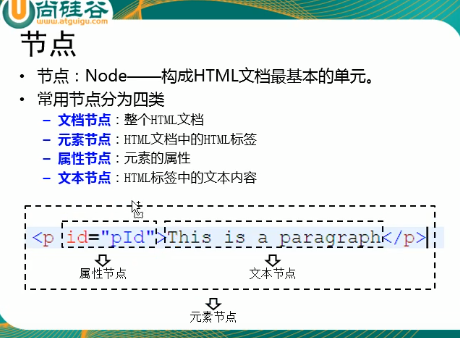 尚硅谷
www.atguigu.com
节点
• 节点：Node——构成HTML文档最基本的单元。
• 常用节点分为四类
– 文档节点：整个HTML文档
– 元素节点：HTML文档中的HTML标签
– 属性节点：元素的属性
– 文本节点：HTML标签中的文本内容
<p id="pId">This is a paragraph</p>
属性节点 文本节点
元素节点